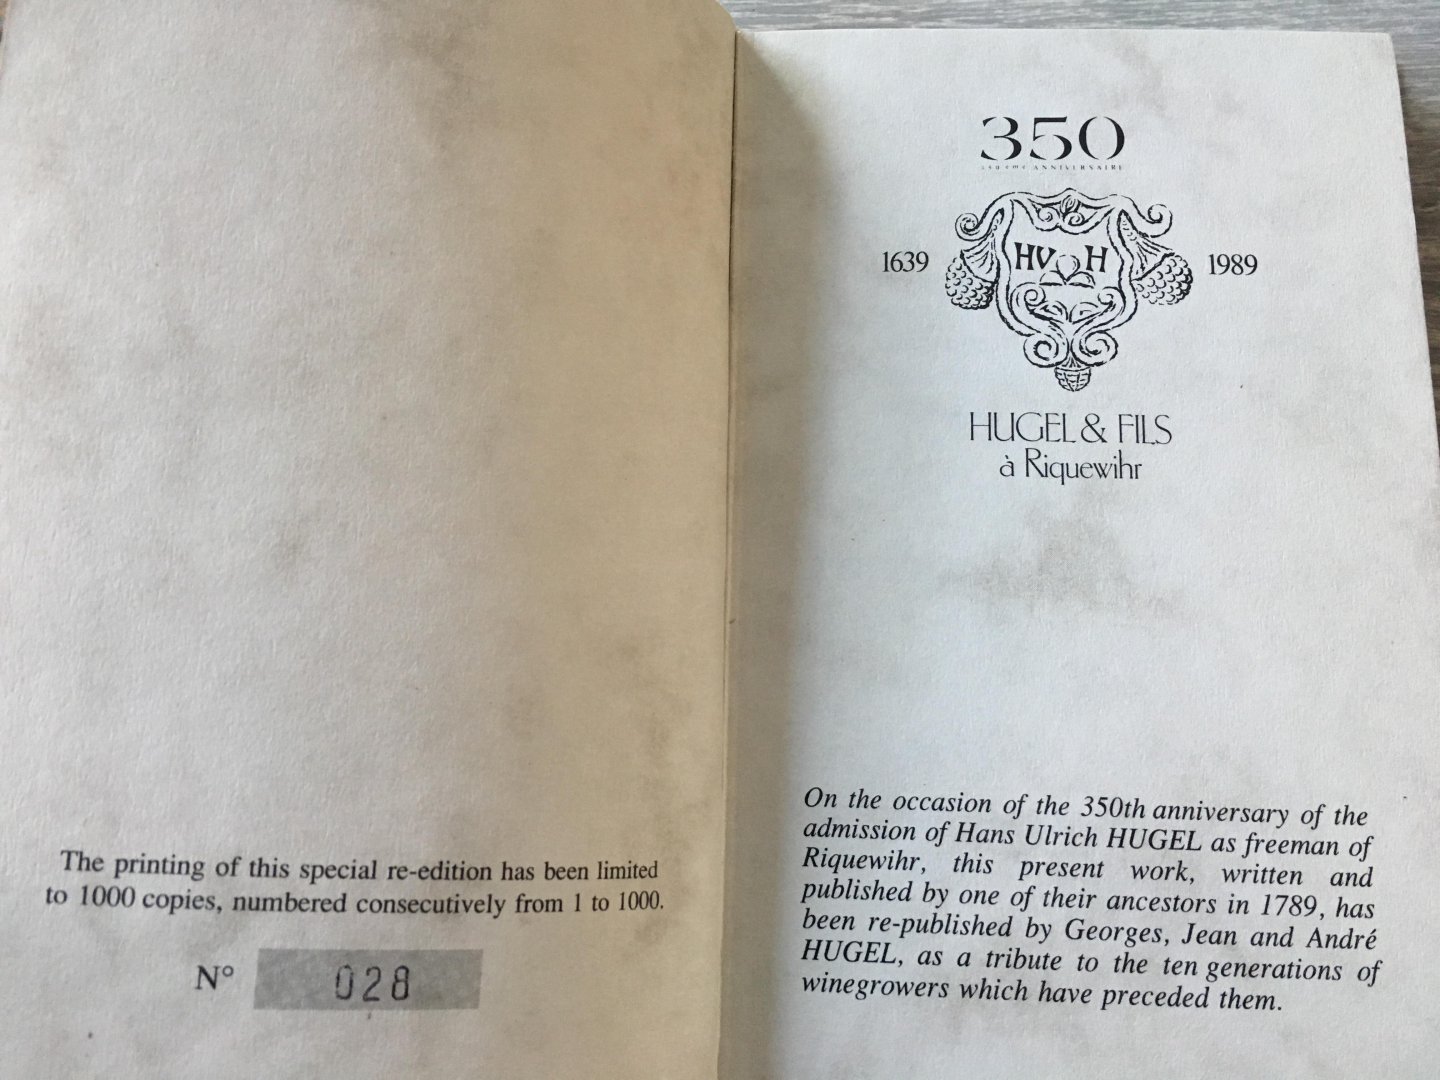 The printing of this special re-edition has been limited
to 1000 copies, numbered consecutively from 1 to 1000.
N° 028
350
350 eme ANNIVERSAIRE
1639 HV H 1989
HUGEL & FILS
à Riquewihr
On the occasion of the 350th anniversary of the
admission of Hans Ulrich HUGEL as freeman of
Riquewihr, this present work, written and
published by one of their ancestors in 1789, has
been re-published by Georges, Jean and André
HUGEL, as a tribute to the ten generations of
winegrowers which have preceded them.